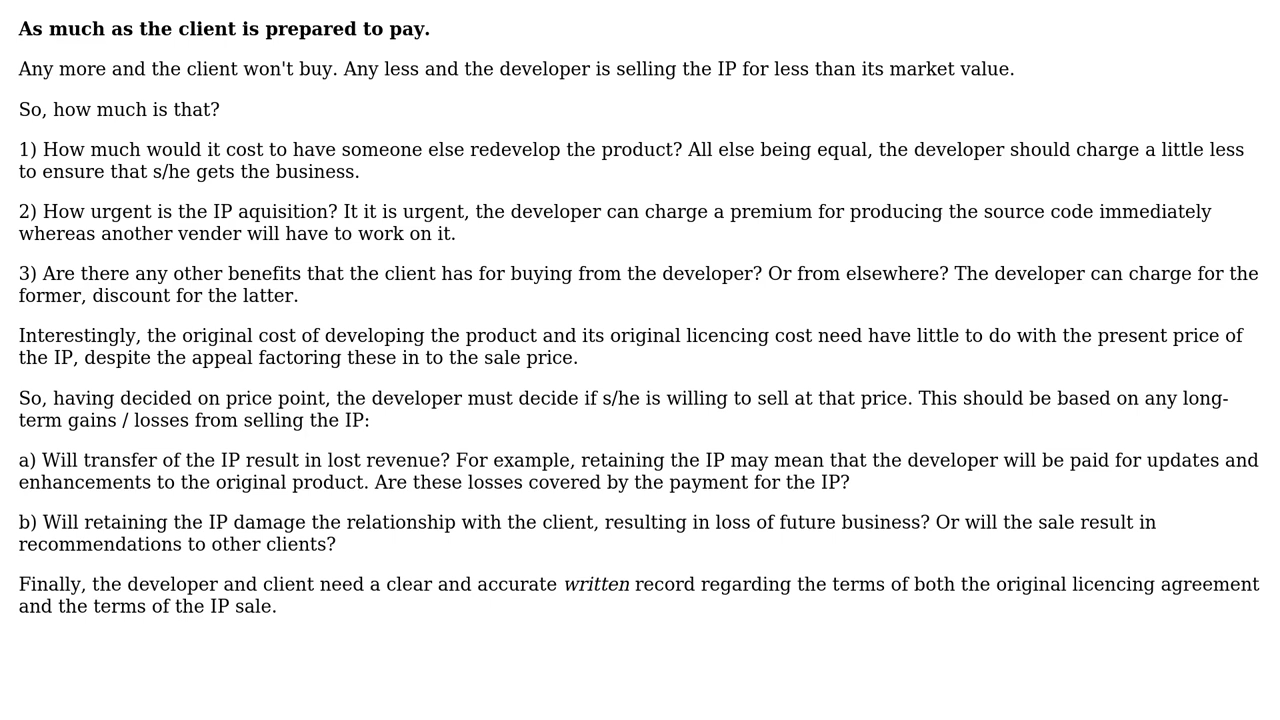 As much as the client is prepared to pay.
Any more and the client won't buy. Any less and the developer is selling the IP for less than its market value.
So, how much is that?
1) How much would it cost to have someone else redevelop the product? All else being equal, the developer should charge a little less
to ensure that s/he gets the business.
2) How urgent is the IP aquisition? It it is urgent, the developer can charge a premium for producing the source code immediately
whereas another vender will have to work on it.
3) Are there any other benefits that the client has for buying from the developer? Or from elsewhere? The developer can charge for the
former, discount for the latter.
Interestingly, the original cost of developing the product and its original licencing cost need have little to do with the present price of
the IP, despite the appeal factoring these in to the sale price.
So, having decided on price point, the developer must decide if s/he is willing to sell at that price. This should be based on any long-
term gains / losses from selling the IP:
a) Will transfer of the IP result in lost revenue? For example, retaining the IP may mean that the developer will be paid for updates and
enhancements to the original product. Are these losses covered by the payment for the IP?
b) Will retaining the IP damage the relationship with the client, resulting in loss of future business? Or will the sale result in
recommendations to other clients?
Finally, the developer and client need a clear and accurate written record regarding the terms of both the original licencing agreement
and the terms of the IP sale.